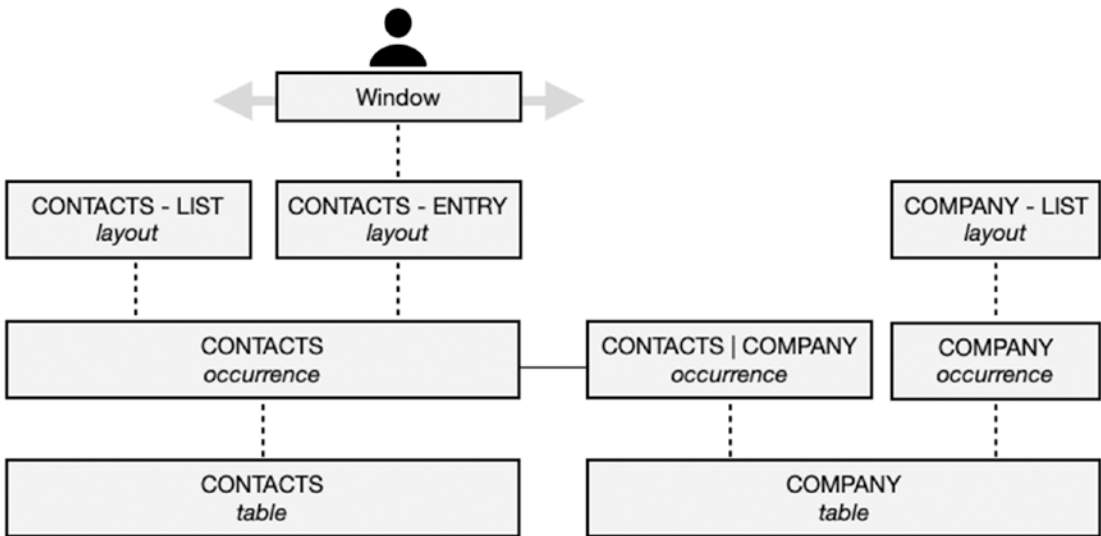 Window
CONTACTS - LIST
layout
CONTACTS - ENTRY
layout
COMPANY - LIST
layout
CONTACTS
occurrence
CONTACTS | COMPANY
occurrence
COMPANY
occurrence
CONTACTS
table
COMPANY
table